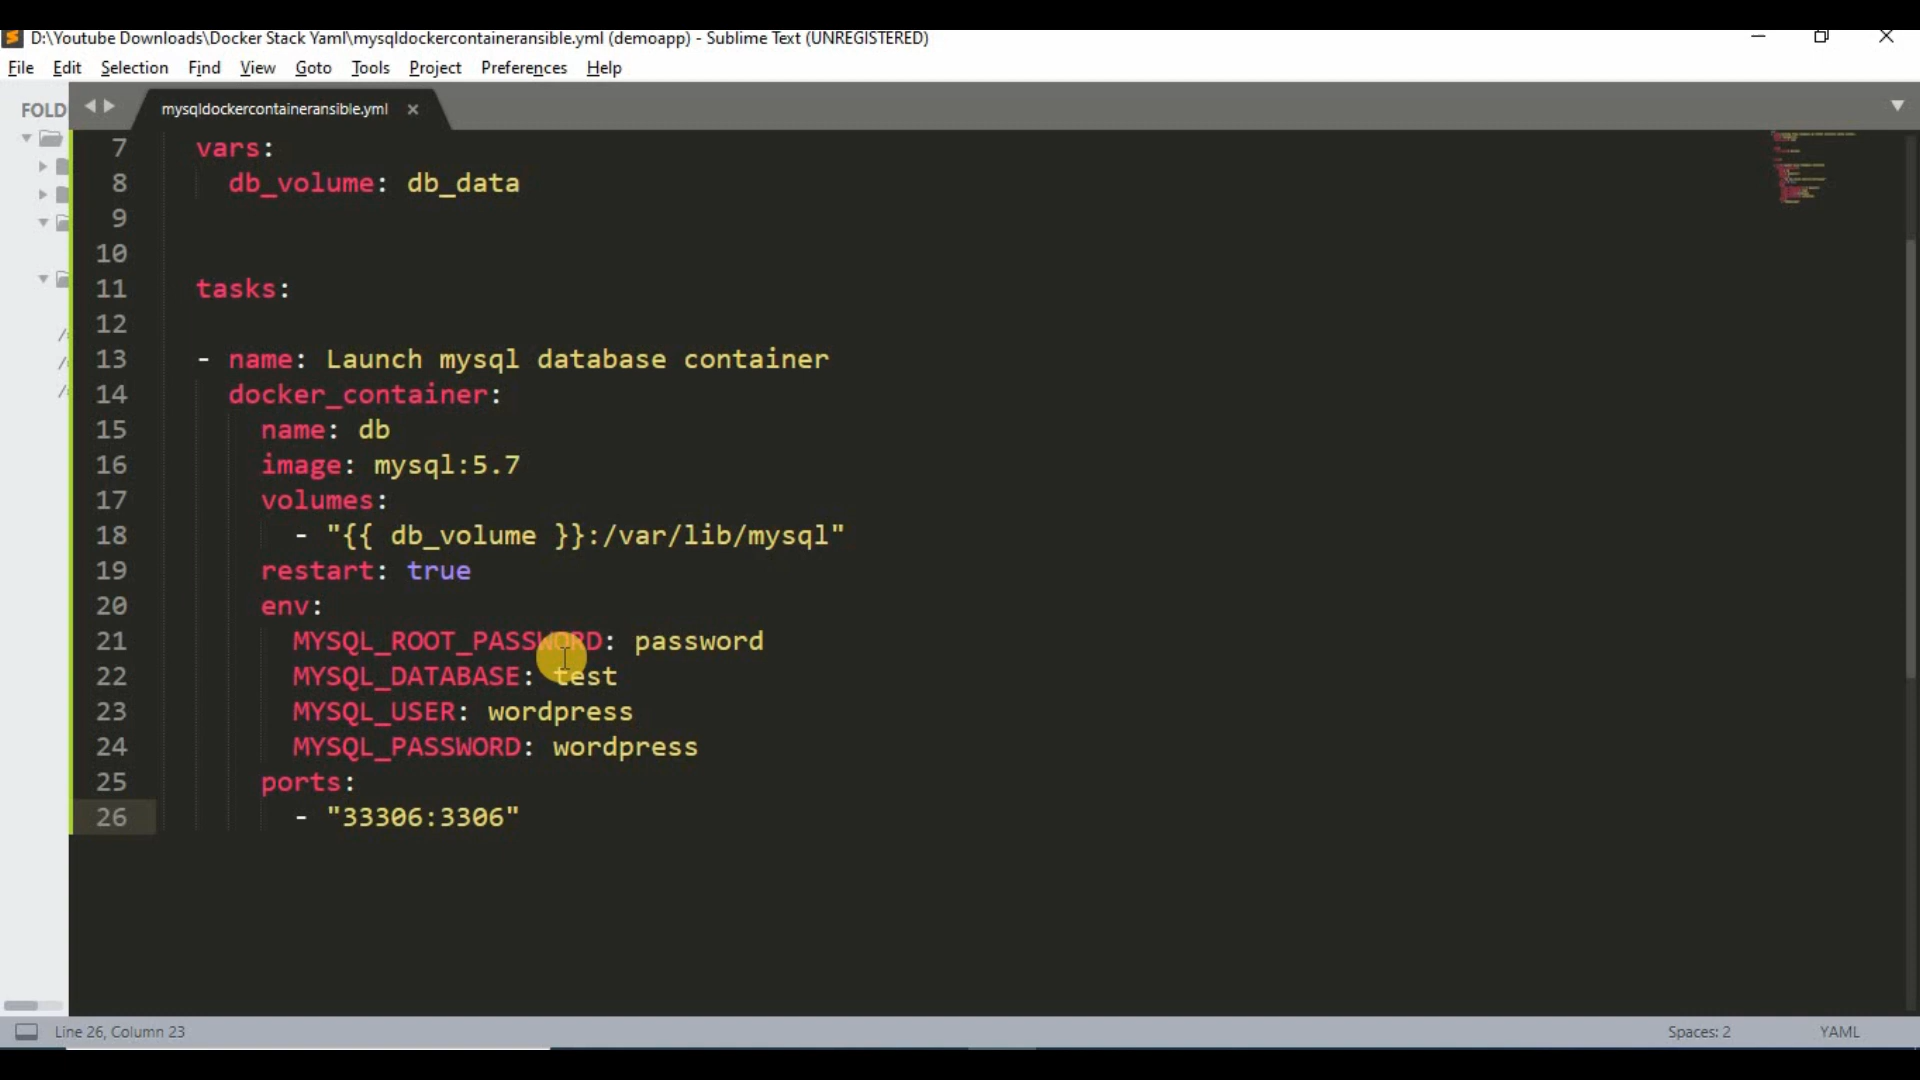 D:\Youtube Downloads\Docker Stack Yaml\mysqldockercontaineransible.yml (demoapp) - Sublime Text (UNREGISTERED)
File Edit Selection Find View Goto Tools Project Preferences Help
FOLD
mysqldockercontaineransible.yml
7 vars:
8 db_volume: db_data
9
10
11 tasks:
12
13 - name: Launch mysql database container
14 docker_container:
15 name: db
16 image: mysql:5.7
17 volumes:
18 - "{{ db_volume }}:/var/lib/mysql"
19 restart: true
20 env:
21 MYSQL_ROOT_PASSWORD: password
22 MYSQL_DATABASE: test
23 MYSQL_USER: wordpress
24 MYSQL_PASSWORD: wordpress
25 ports:
26 - "33306:3306"
Line 26, Column 23
Spaces: 2
YAML